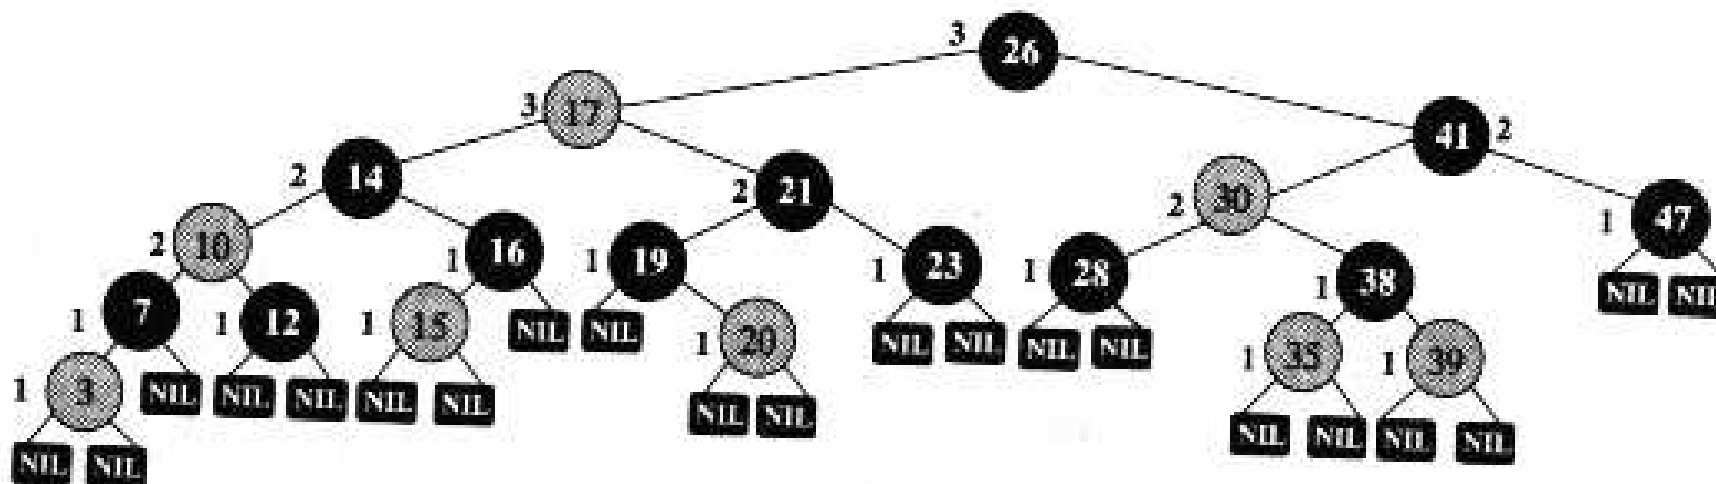 3 26
3 17
41 2
2 14
2 21
2 30
1 47
2 10
1 16
1 19
1 23
1 28
1 38
NIL NIL
1 7
1 12
1 15
NIL
NIL
1 20
NIL NIL
NIL NIL
1 35
1 39
1 3
NIL
NIL NIL
NIL NIL
NIL NIL
NIL NIL
NIL NIL
NIL NIL